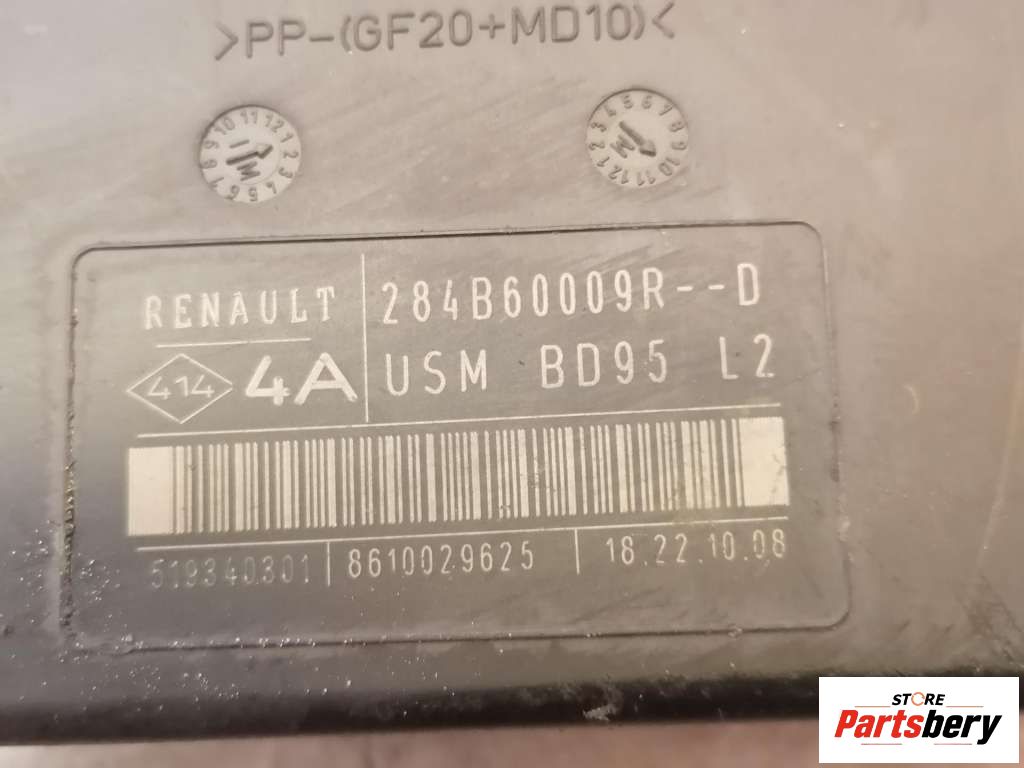 >PP-(GF20+MD10)<
RENAULT
284B60009R--D
414
4A
USM BD95 L2
519340301
8610029625
18.22.10.08
STORE
Partsbery